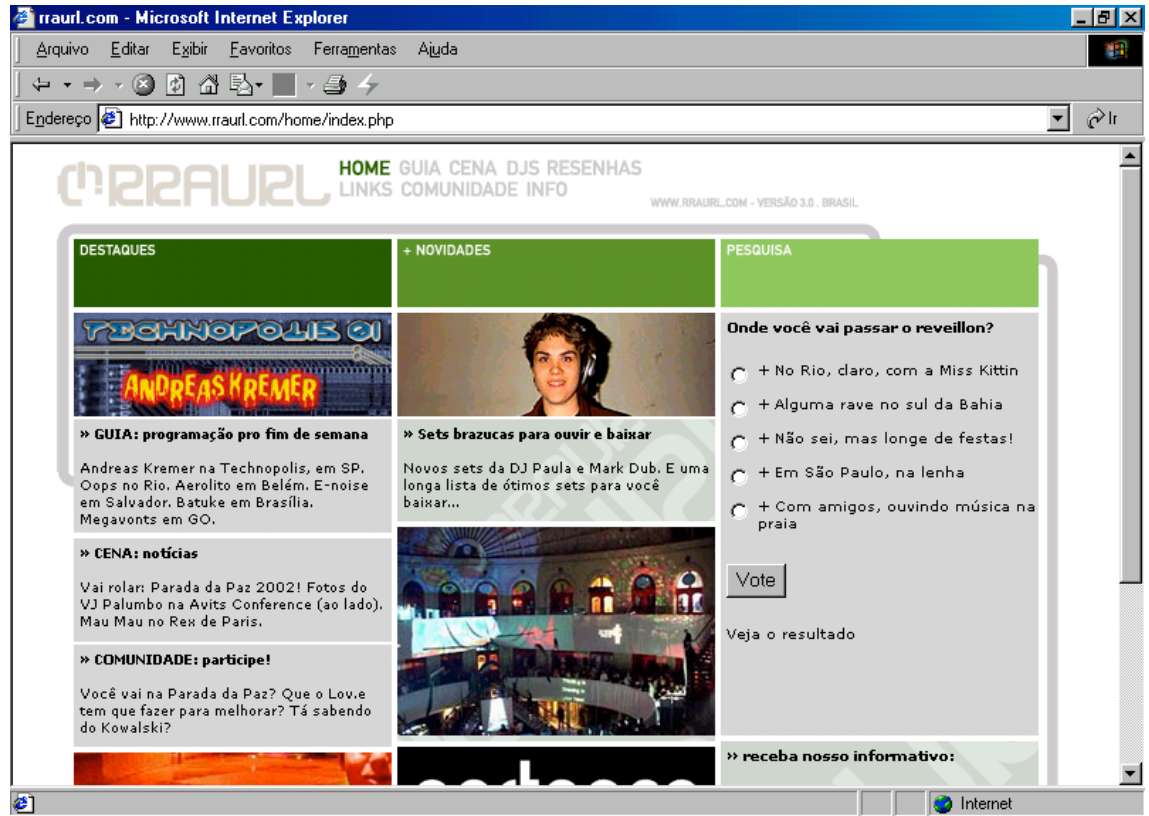 rraurl.com - Microsoft Internet Explorer
Arquivo Editar Exibir Favoritos Ferramentas Ajuda
Endereço http://www.rraurl.com/home/index.php Ir
RRAURL
HOME GUIA CENA DJS RESENHAS
LINKS COMUNIDADE INFO
WWW.RRAURL.COM - VERSÃO 3.0 . BRASIL
DESTAQUES
TECHNOPOLIS 01
ANDREAS KREMER
» GUIA: programação pro fim de semana
Andreas Kremer na Technopolis, em SP.
Oops no Rio. Aerolito em Belém. E-noise
em Salvador. Batuke em Brasília.
Megavonts em GO.
» CENA: notícias
Vai rolar: Parada da Paz 2002! Fotos do
VJ Palumbo na Avits Conference (ao lado).
Mau Mau no Rex de Paris.
» COMUNIDADE: participe!
Você vai na Parada da Paz? Que o Lov.e
tem que fazer para melhorar? Tá sabendo
do Kowalski?
+ NOVIDADES
» Sets brazucas para ouvir e baixar
Novos sets da DJ Paula e Mark Dub. E uma
longa lista de ótimos sets para você
baixar...
PESQUISA
Onde você vai passar o reveillon?
+ No Rio, claro, com a Miss Kittin
+ Alguma rave no sul da Bahia
+ Não sei, mas longe de festas!
+ Em São Paulo, na lenha
+ Com amigos, ouvindo música na
praia
Vote
Veja o resultado
» receba nosso informativo:
Internet